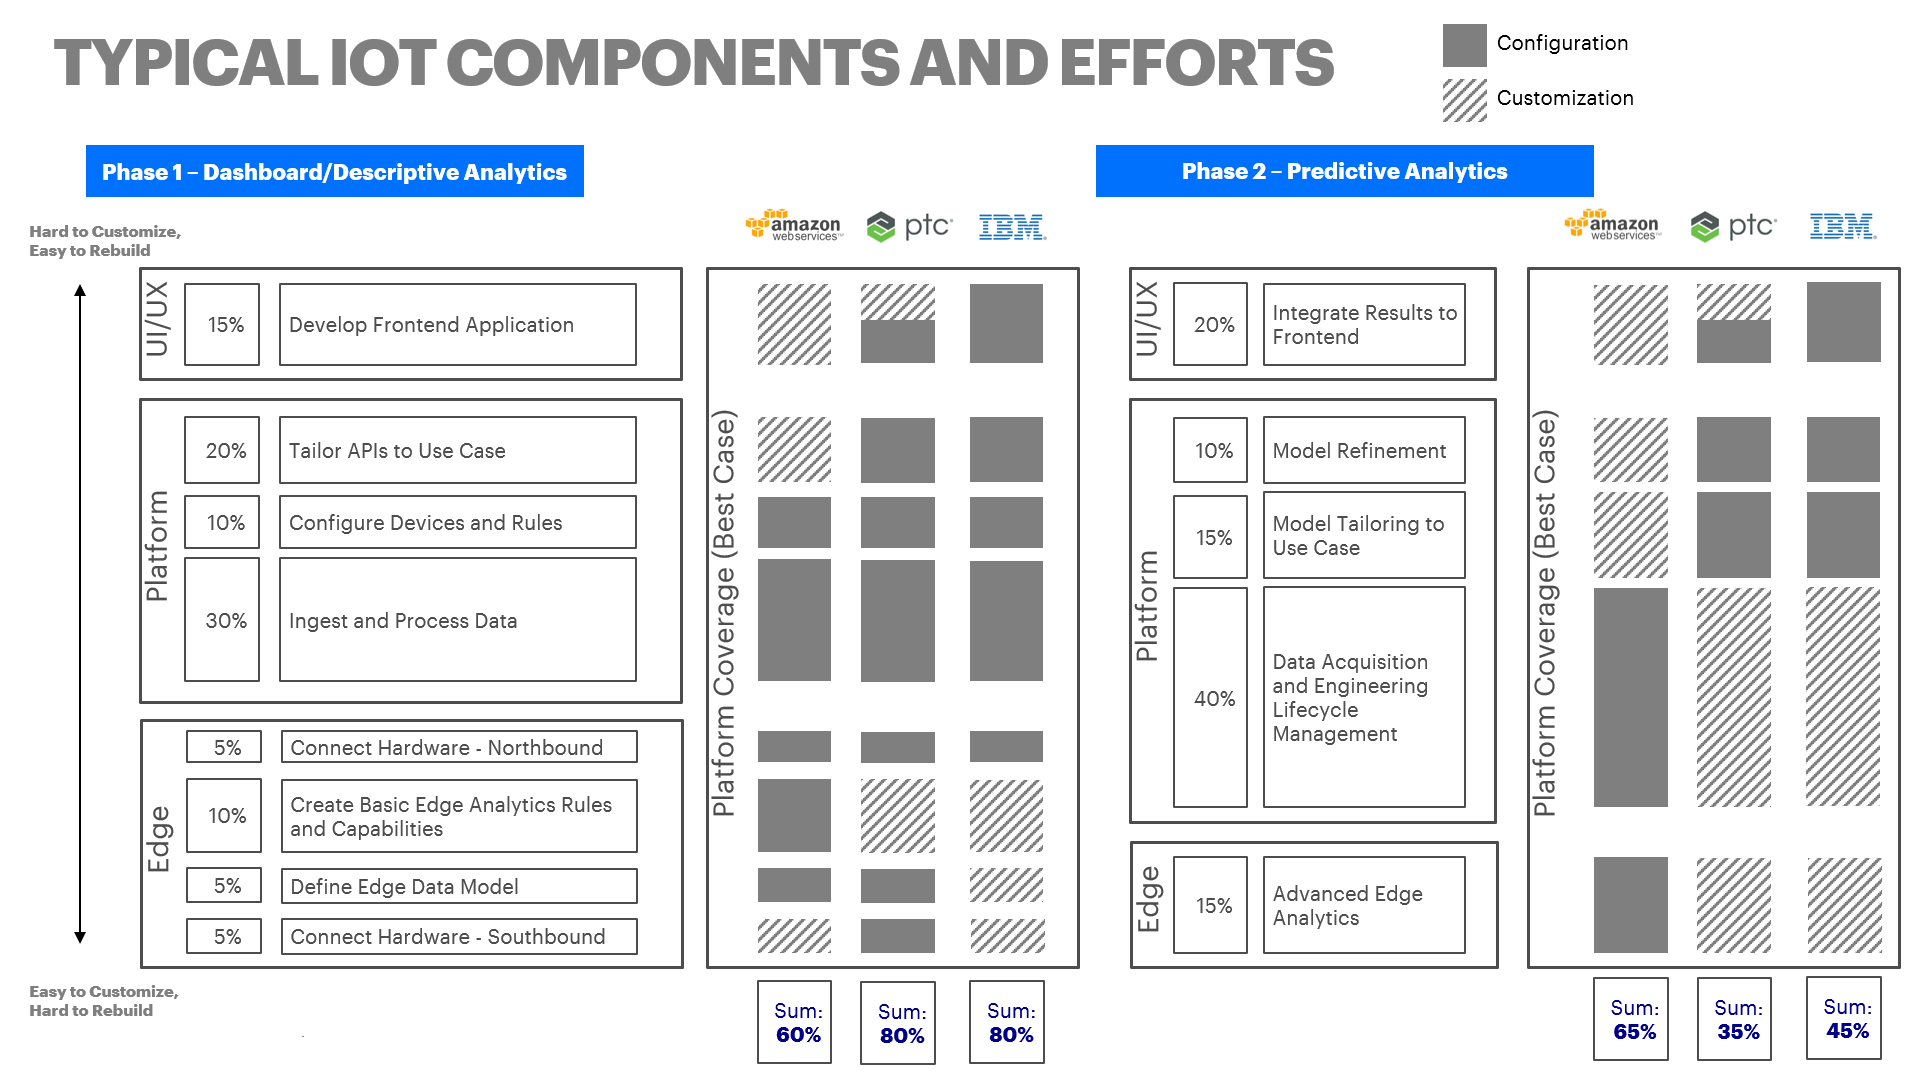 TYPICAL IOT COMPONENTS AND EFFORTS
Configuration
Customization
Phase 1 – Dashboard/Descriptive Analytics
Phase 2 – Predictive Analytics
Hard to Customize,
Easy to Rebuild
amazon
webservices™
ptc®
IBM®
UI/UX
15%
Develop Frontend Application
Platform
20%
Tailor APIs to Use Case
10%
Configure Devices and Rules
30%
Ingest and Process Data
Edge
5%
Connect Hardware - Northbound
10%
Create Basic Edge Analytics Rules
and Capabilities
5%
Define Edge Data Model
5%
Connect Hardware - Southbound
Easy to Customize,
Hard to Rebuild
Platform Coverage (Best Case)
Sum:
60%
Sum:
80%
Sum:
80%
amazon
webservices™
ptc®
IBM®
UI/UX
20%
Integrate Results to
Frontend
Platform
10%
Model Refinement
15%
Model Tailoring to
Use Case
40%
Data Acquisition
and Engineering
Lifecycle
Management
Edge
15%
Advanced Edge
Analytics
Platform Coverage (Best Case)
Sum:
65%
Sum:
35%
Sum:
45%